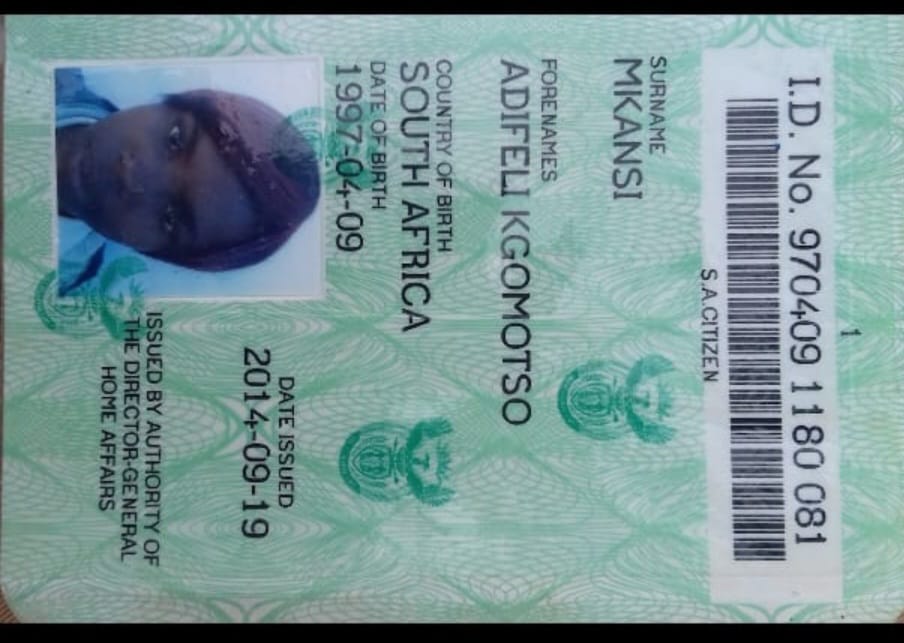 1
I.D. No. 970409 1180 081
S.A.CITIZEN
SURNAME
MKANSI
FORENAMES
ADIFELI KGOMOTSO
COUNTRY OF BIRTH
SOUTH AFRICA
DATE OF BIRTH
1997-04-09
DATE ISSUED
2014-09-19
ISSUED BY AUTHORITY OF
THE DIRECTOR-GENERAL
HOME AFFAIRS